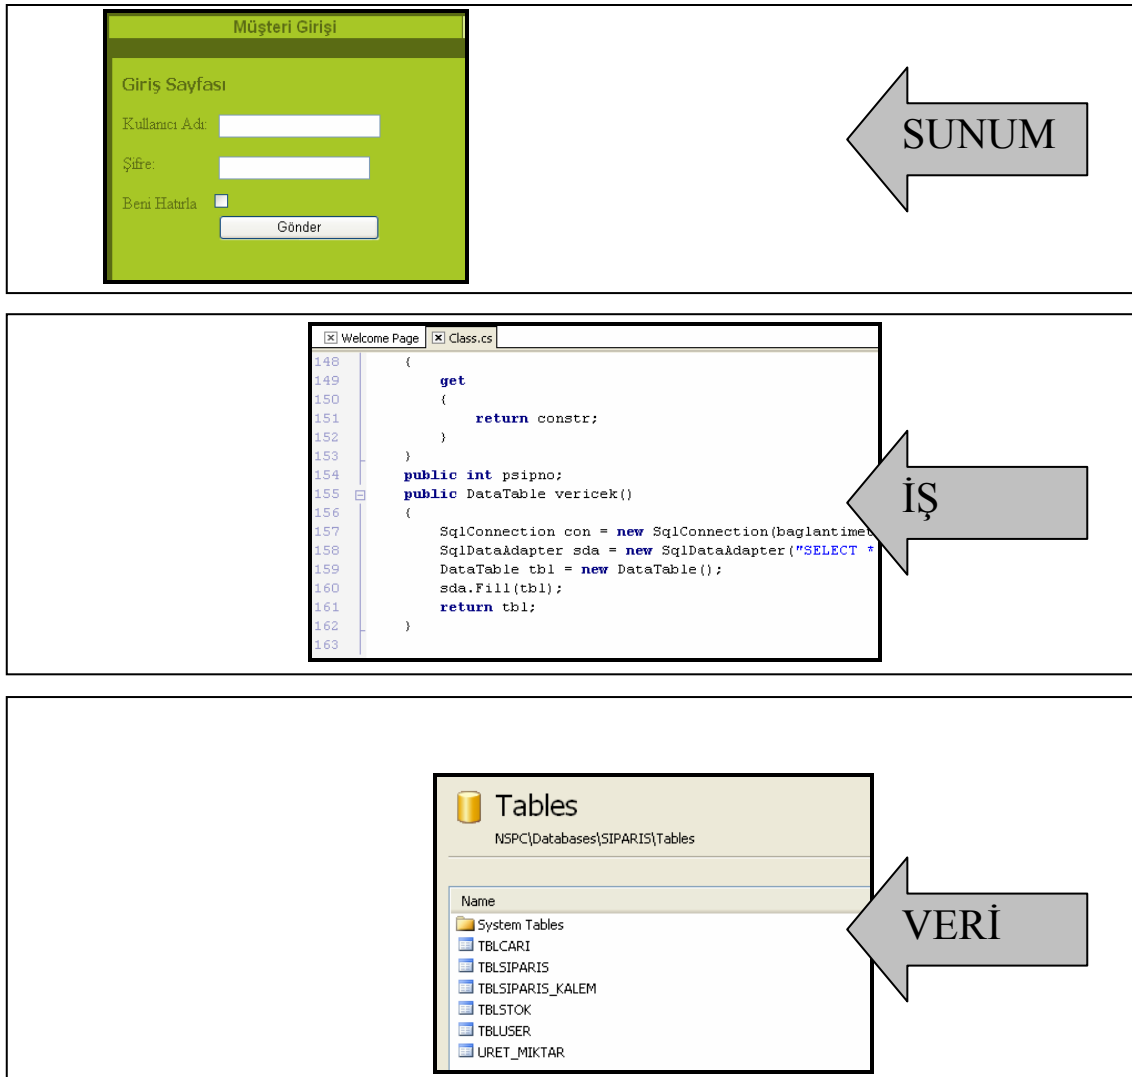 Müşteri Girişi
Giriş Sayfası
Kullanıcı Adı:
Şifre:
Beni Hatırla
Gönder
SUNUM
Welcome Page Class.cs
148 {
149 get
150 {
151 return constr;
152 }
153 }
154 public int psipno;
155 public DataTable vericek()
156 {
157 SqlConnection con = new SqlConnection(baglantimet
158 SqlDataAdapter sda = new SqlDataAdapter("SELECT *
159 DataTable tbl = new DataTable();
160 sda.Fill(tbl);
161 return tbl;
162 }
163
İŞ
Tables
NSPC\Databases\SIPARIS\Tables
Name
System Tables
TBLCARI
TBLSIPARIS
TBLSIPARIS_KALEM
TBLSTOK
TBLUSER
URET_MIKTAR
VERİ